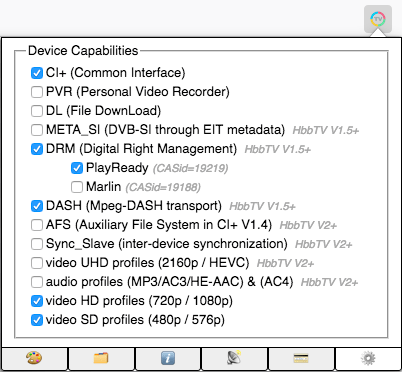 TV
Device Capabilities
CI+ (Common Interface)
PVR (Personal Video Recorder)
DL (File DownLoad)
META_SI (DVB-SI through EIT metadata) HbbTV V1.5+
DRM (Digital Right Management) HbbTV V1.5+
PlayReady (CASid=19219)
Marlin (CASid=19188)
DASH (Mpeg-DASH transport) HbbTV V1.5+
AFS (Auxiliary File System in CI+ V1.4) HbbTV V2+
Sync_Slave (inter-device synchronization) HbbTV V2+
video UHD profiles (2160p / HEVC) HbbTV V2+
audio profiles (MP3/AC3/HE-AAC) & (AC4) HbbTV V2+
video HD profiles (720p / 1080p)
video SD profiles (480p / 576p)